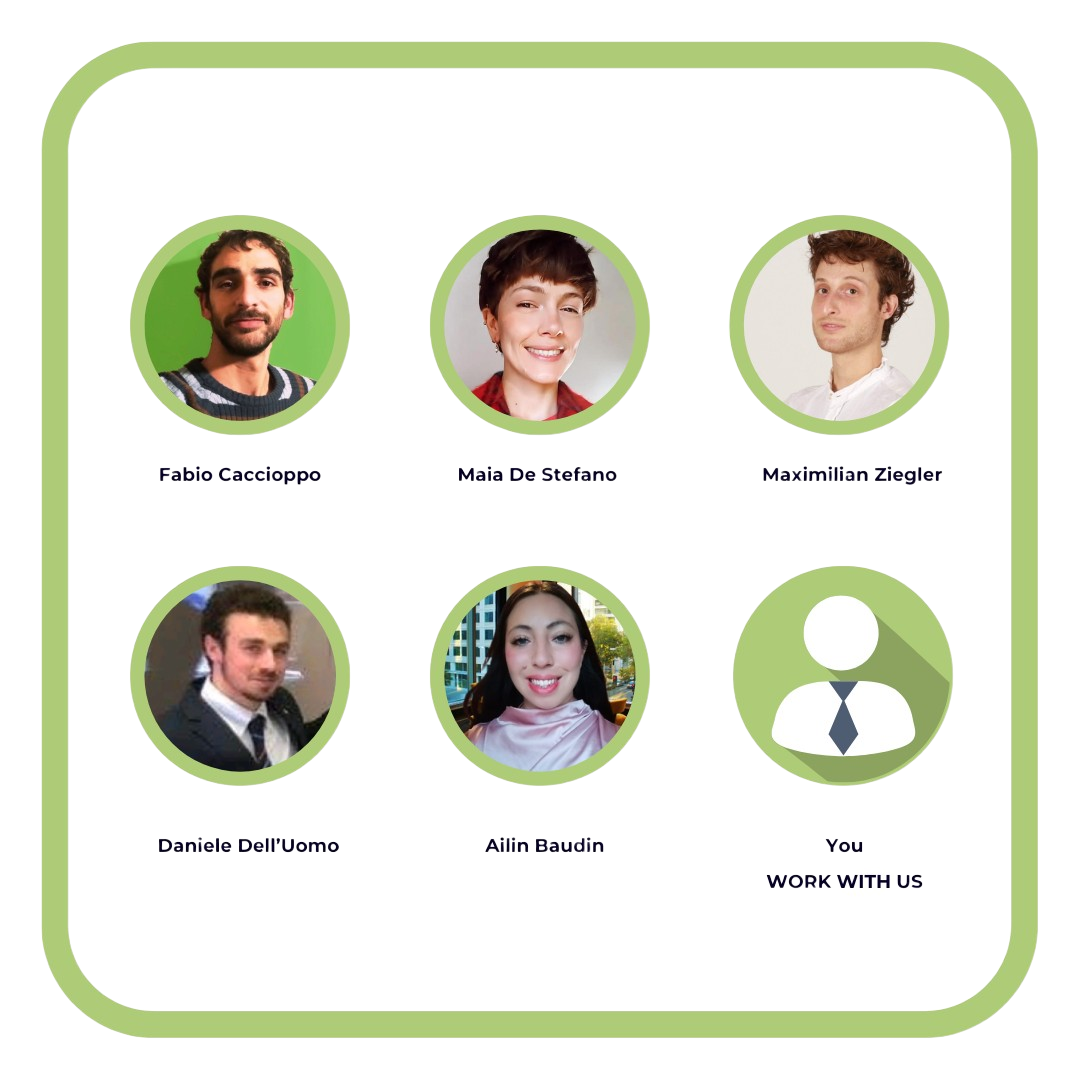 Fabio Caccioppo
Maia De Stefano
Maximilian Ziegler
Daniele Dell’Uomo
Ailin Baudin
You
WORK WITH US